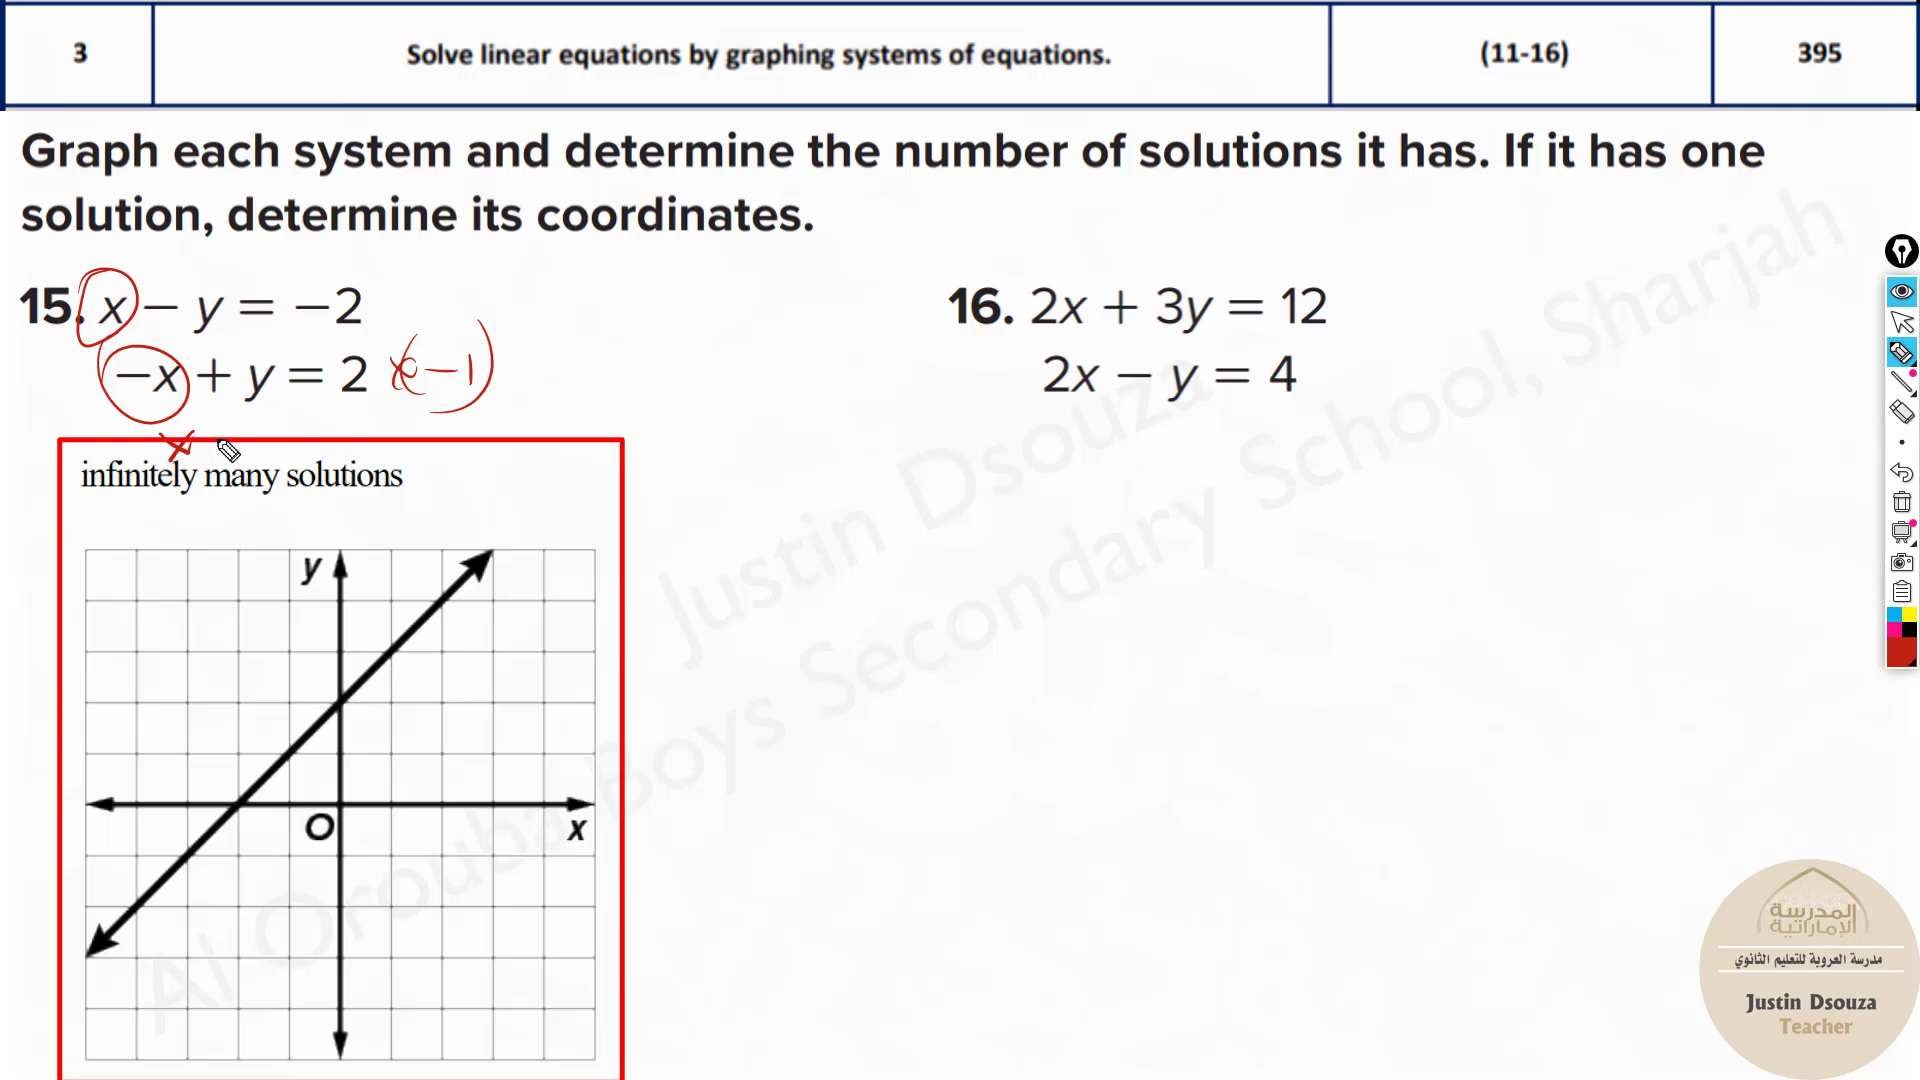 3
Solve linear equations by graphing systems of equations.
(11-16)
395
Graph each system and determine the number of solutions it has. If it has one
solution, determine its coordinates.
15. x − y = −2
−x + y = 2 x(−1)
x
16. 2x + 3y = 12
2x − y = 4
infinitely many solutions
y
O
x
Justin Dsouza
Al Orouba Boys Secondary School, Sharjah
المدرسة
الإماراتية
مدرسة العروبة للتعليم الثانوي
Justin Dsouza
Teacher